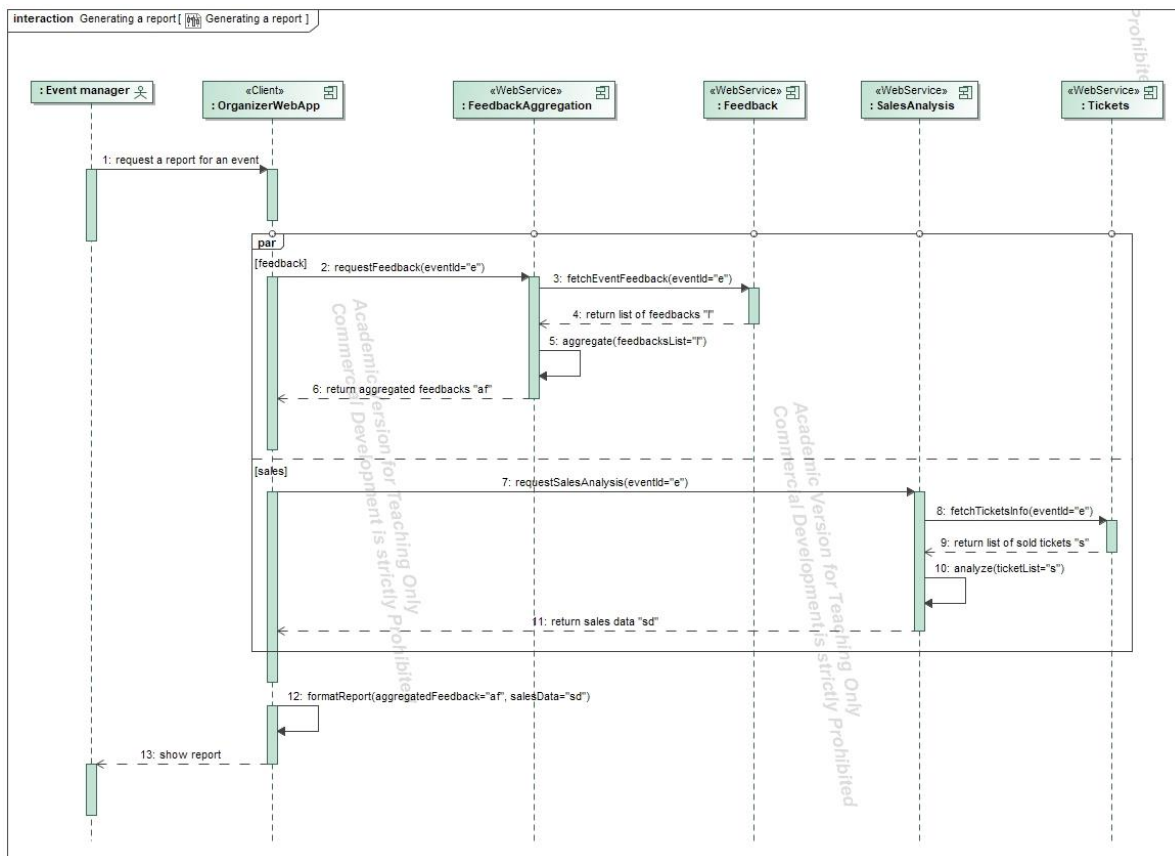 interaction Generating a report [ Generating a report ]
: Event manager
«Client»
: OrganizerWebApp
«WebService»
: FeedbackAggregation
«WebService»
: Feedback
«WebService»
: SalesAnalysis
«WebService»
: Tickets
1: request a report for an event
par
[feedback]
2: requestFeedback(eventId="e")
3: fetchEventFeedback(eventId="e")
4: return list of feedbacks "l"
5: aggregate(feedbacksList="l")
6: return aggregated feedbacks "af"
[sales]
7: requestSalesAnalysis(eventId="e")
8: fetchTicketsInfo(eventId="e")
9: return list of sold tickets "s"
10: analyze(ticketList="s")
11: return sales data "sd"
12: formatReport(aggregatedFeedback="af", salesData="sd")
13: show report
Academic Version for Teaching Only
Commercial Development is strictly Prohibited
Academic Version for Teaching Only
Commercial Development is strictly Prohibited